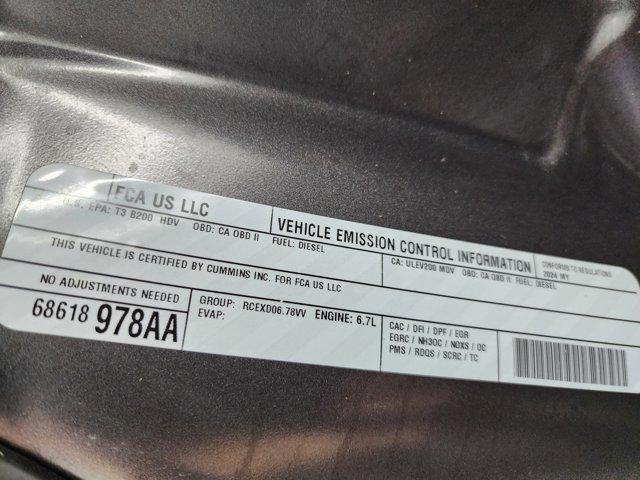 FCA US LLC
VEHICLE EMISSION CONTROL INFORMATION
CONFORMS TO REGULATIONS
2024 MY
U.S. EPA: T3 B200 HDV OBD: CA OBD II FUEL: DIESEL
CA: ULEV200 MDV OBD: CA OBD II FUEL: DIESEL
THIS VEHICLE IS CERTIFIED BY CUMMINS INC. FOR FCA US LLC
NO ADJUSTMENTS NEEDED
68618 978AA
GROUP: RCEXD06.78VV ENGINE: 6.7L
EVAP:
CAC / DFI / DPF / EGR
EGRC / NH3OC / NOXS / OC
PMS / RDQS / SCRC / TC